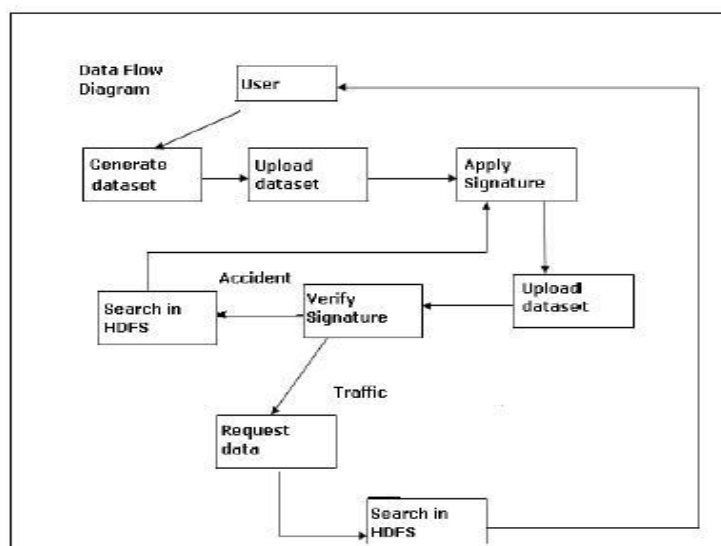 Data Flow
Diagram
User
Generate
dataset
Upload
dataset
Apply
Signature
Accident
Search in
HDFS
Verify
Signature
Upload
dataset
Traffic
Request
data
Search in
HDFS